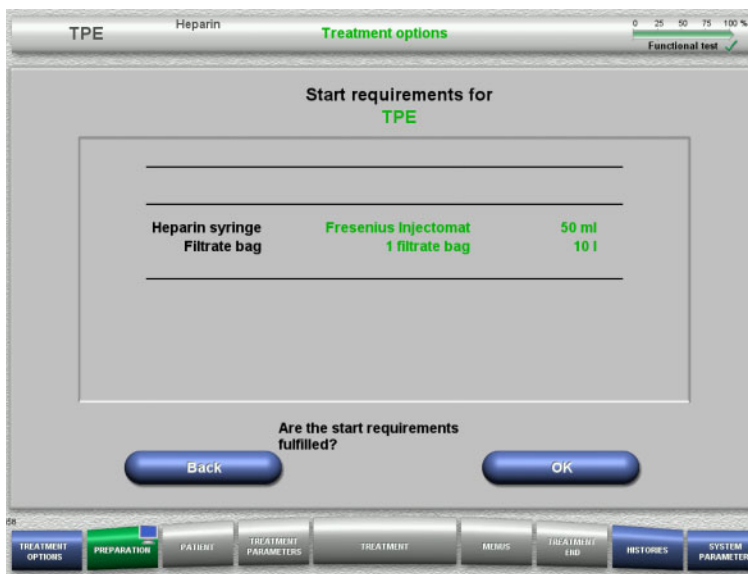 TPE Heparin Treatment options 0 25 50 75 100 %
Functional test
Start requirements for
TPE
Heparin syringe Fresenius Injectomat 50 ml
Filtrate bag 1 filtrate bag 10 l
Are the start requirements
fulfilled?
Back OK
TREATMENT OPTIONS PREPARATION PATIENT TREATMENT PARAMETERS TREATMENT MENUS TREATMENT END HISTORIES SYSTEM PARAMETER